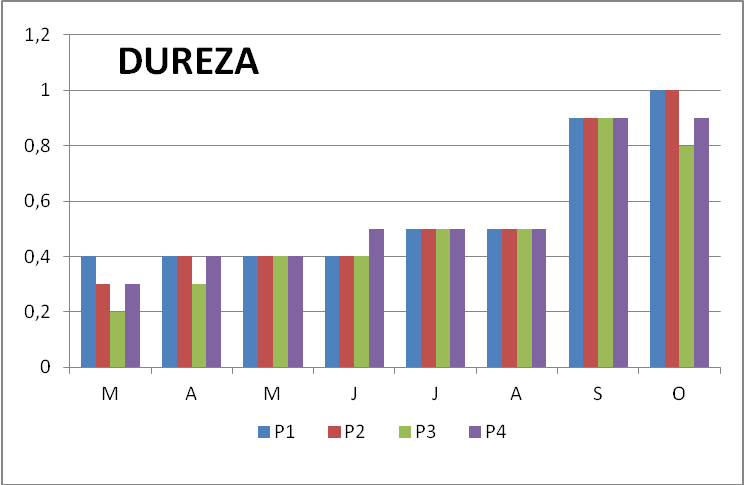 DUREZA
1,2
1
0,8
0,6
0,4
0,2
0
M A M J J A S O
P1 P2 P3 P4